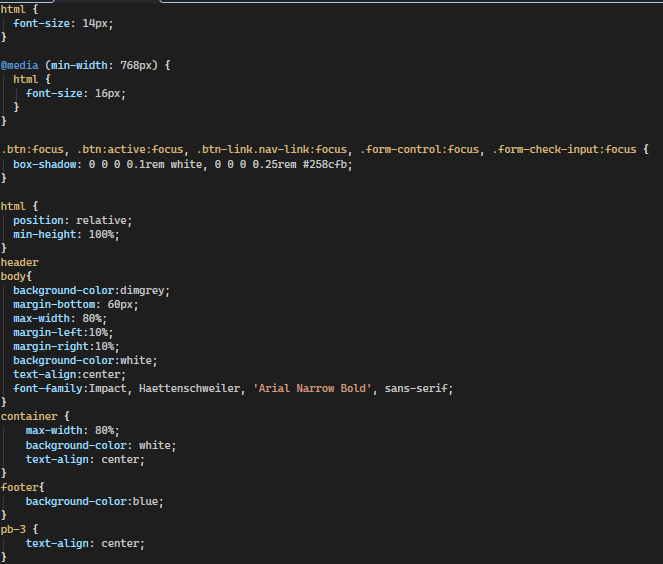 html {
  font-size: 14px;
}

@media (min-width: 768px) {
  html {
    font-size: 16px;
  }
}

.btn:focus, .btn:active:focus, .btn-link.nav-link:focus, .form-control:focus, .form-check-input:focus {
  box-shadow: 0 0 0 0.1rem white, 0 0 0 0.25rem #258cfb;
}

html {
  position: relative;
  min-height: 100%;
}
header
body{
  background-color:dimgrey;
  margin-bottom: 60px;
  max-width: 80%;
  margin-left:10%;
  margin-right:10%;
  background-color:white;
  text-align:center;
  font-family:Impact, Haettenschweiler, 'Arial Narrow Bold', sans-serif;
}
container {
    max-width: 80%;
    background-color: white;
    text-align: center;
}
footer{
    background-color:blue;
}
pb-3 {
    text-align: center;
}